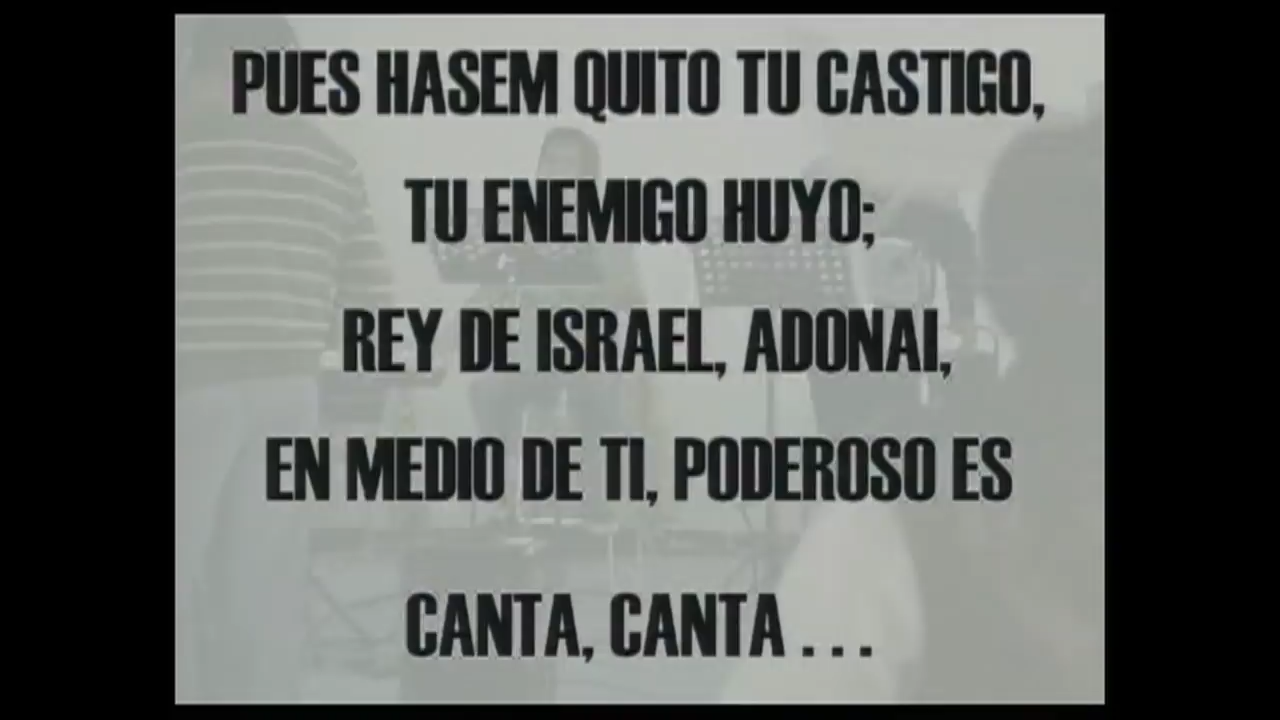 PUES HASEM QUITO TU CASTIGO,
TU ENEMIGO HUYO;
REY DE ISRAEL, ADONAI,
EN MEDIO DE TI, PODEROSO ES
CANTA, CANTA . . .